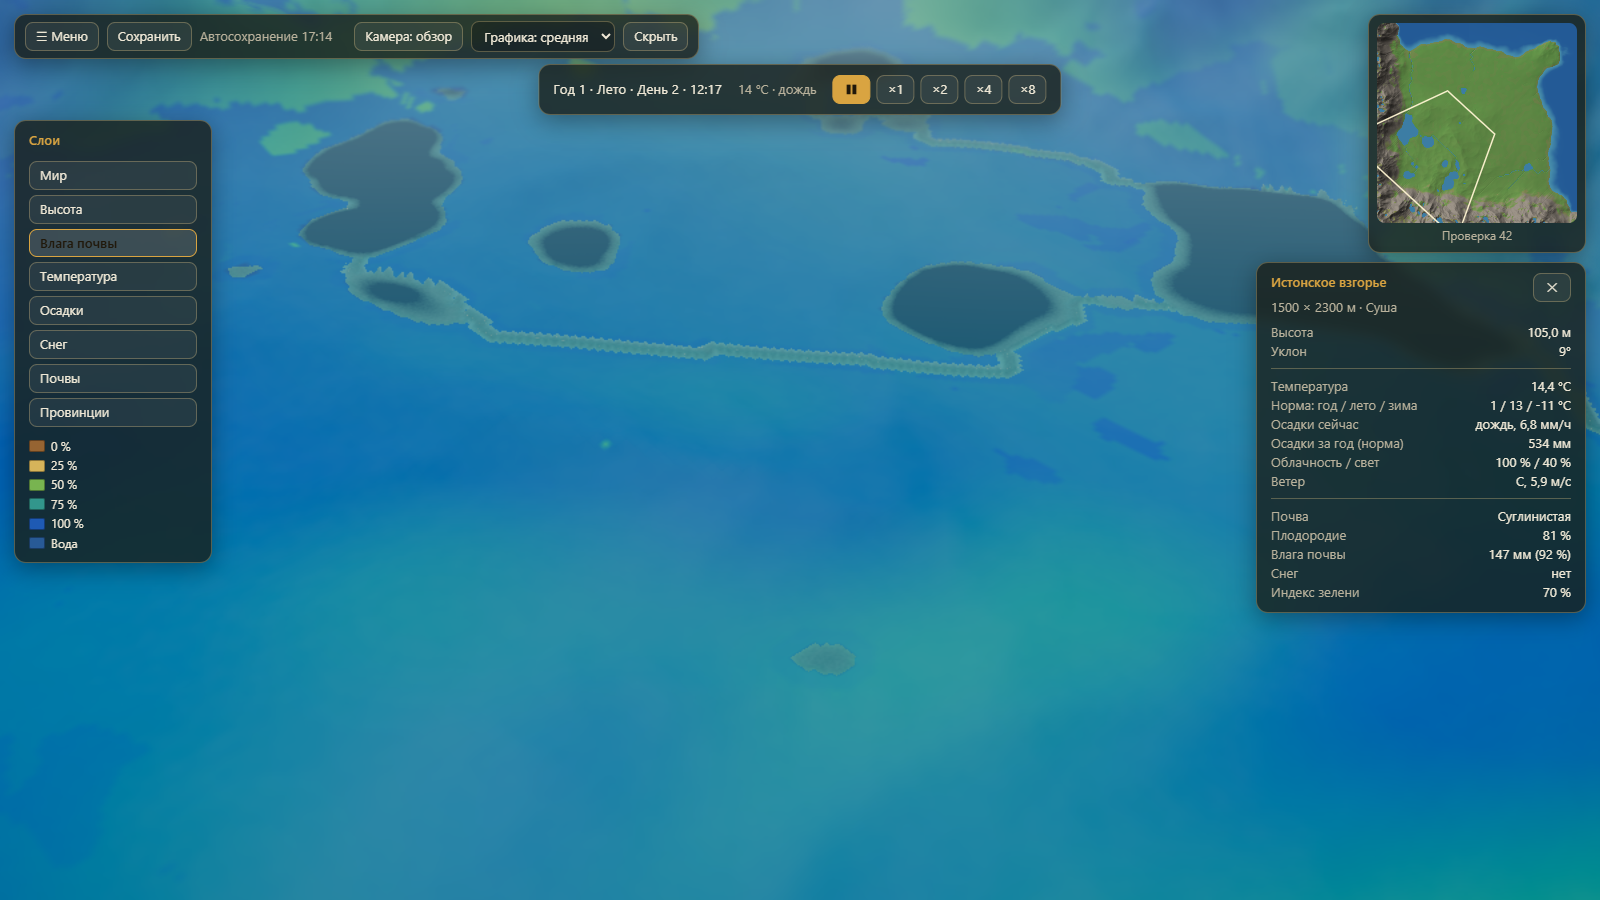 ☰ Меню Сохранить Автосохранение 17:14 Камера: обзор Графика: средняя Скрыть
Год 1 · Лето · День 2 · 12:17 14 °C · дождь ×1 ×2 ×4 ×8
Слои
Мир
Высота
Влага почвы
Температура
Осадки
Снег
Почвы
Провинции
0 %
25 %
50 %
75 %
100 %
Вода
Проверка 42
Истонское взгорье ✕
1500 × 2300 м · Суша
Высота 105,0 м
Уклон 9°
Температура 14,4 °C
Норма: год / лето / зима 1 / 13 / -11 °C
Осадки сейчас дождь, 6,8 мм/ч
Осадки за год (норма) 534 мм
Облачность / свет 100 % / 40 %
Ветер С, 5,9 м/с
Почва Суглинистая
Плодородие 81 %
Влага почвы 147 мм (92 %)
Снег нет
Индекс зелени 70 %